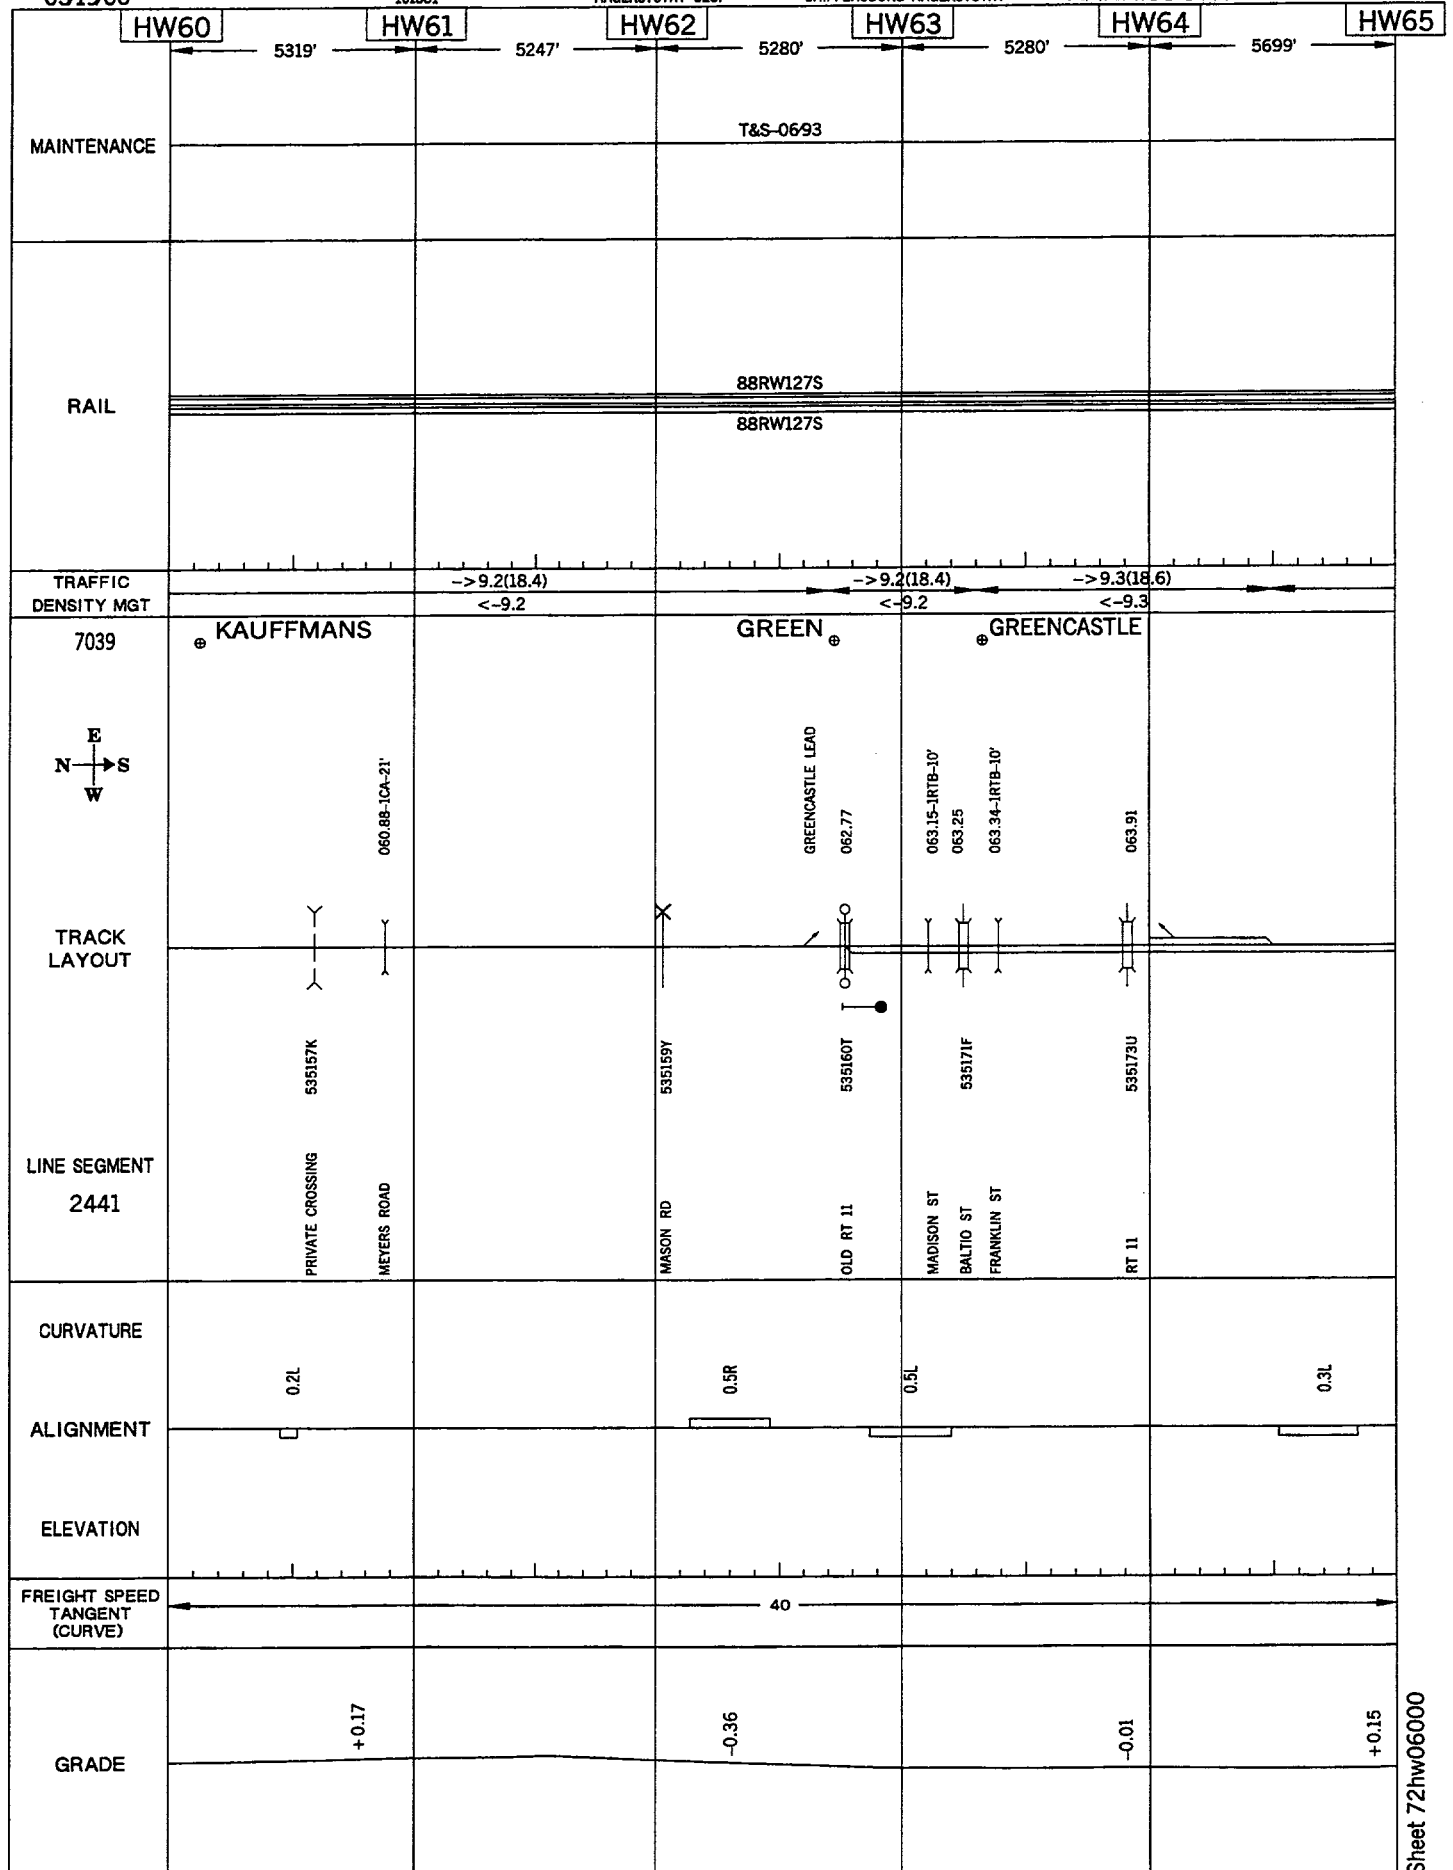 HW60 HW61 HW62 HW63 HW64 HW65
5319' 5247' 5280' 5280' 5699'
T&S-06/93
MAINTENANCE
88RW127S
RAIL
88RW127S
TRAFFIC
DENSITY MGT
->9.2(18.4) ->9.2(18.4) ->9.3(18.6)
<-9.2 <-9.2 <-9.3
7039
KAUFFMANS GREEN GREENCASTLE
E
N S
W
060.88-1CA-21'
GREENCASTLE LEAD
062.77
063.15-1RTB-10'
063.25
063.34-1RTB-10'
063.91
TRACK
LAYOUT
535157K
535159Y
535160T
535171F
535173U
LINE SEGMENT
2441
PRIVATE CROSSING
MEYERS ROAD
MASON RD
OLD RT 11
MADISON ST
BALTIO ST
FRANKLIN ST
RT 11
CURVATURE
0.2L
0.5R
0.5L
0.3L
ALIGNMENT
ELEVATION
FREIGHT SPEED
TANGENT
(CURVE)
40
+0.17
-0.36
-0.01
+0.15
GRADE
Sheet 72hw06000